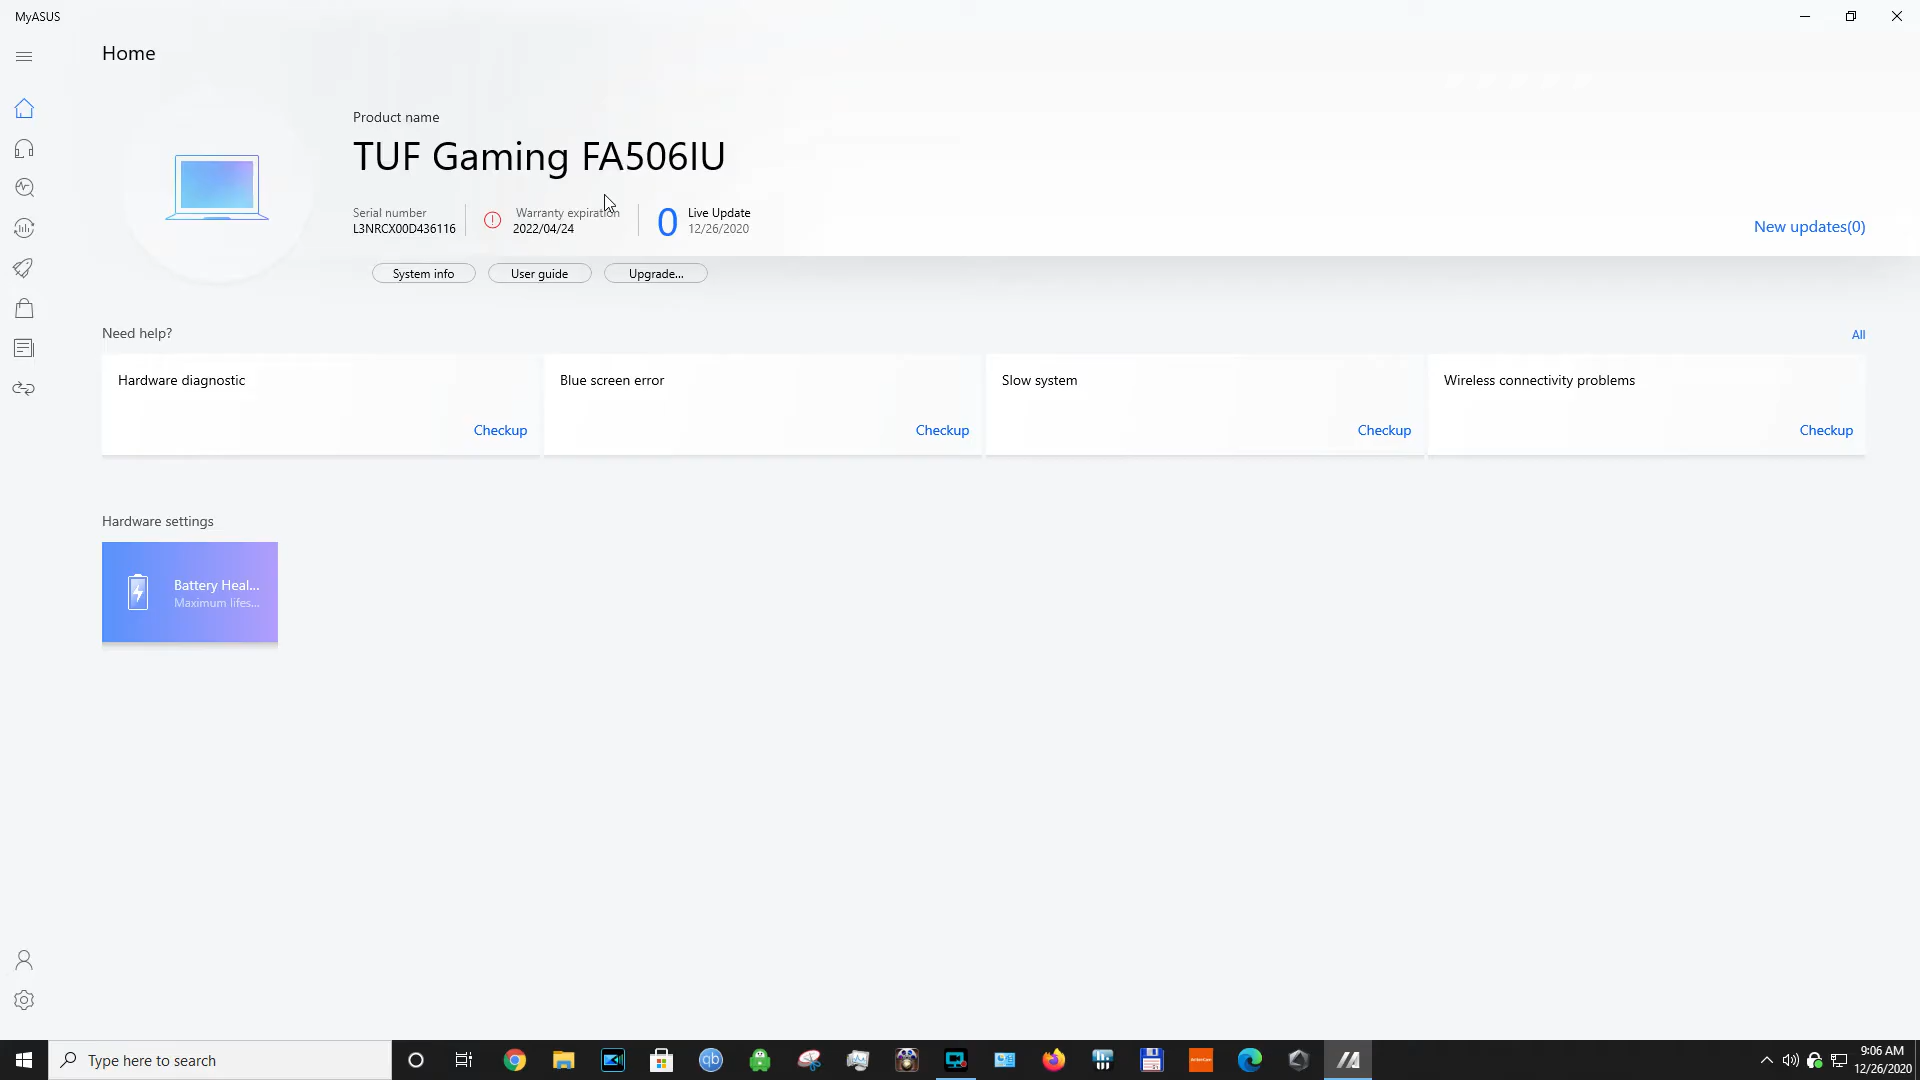 MyASUS
Home
Product name
TUF Gaming FA506IU
Serial number
L3NRCX00D436116
Warranty expiration
2022/04/24
0
Live Update
12/26/2020
New updates(0)
System info
User guide
Upgrade...
Need help?
All
Hardware diagnostic
Checkup
Blue screen error
Checkup
Slow system
Checkup
Wireless connectivity problems
Checkup
Hardware settings
Battery Heal...
Maximum lifes...
Type here to search
qb
9:06 AM
12/26/2020